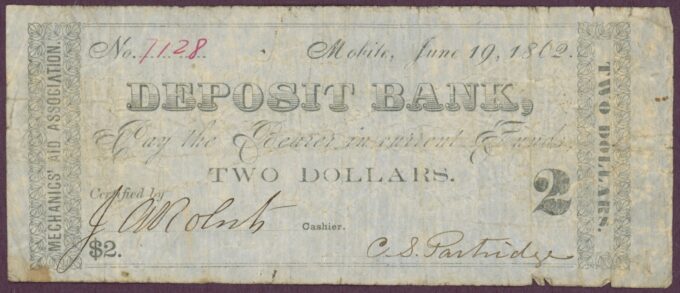 No. 7128 Mobile, June 19, 1862.
DEPOSIT BANK,
Pay the Bearer in current Funds
TWO DOLLARS.
2
Certified by
Cashier.
$2.
C. S. Partridge
MECHANICS' AID ASSOCIATION.
TWO DOLLARS.